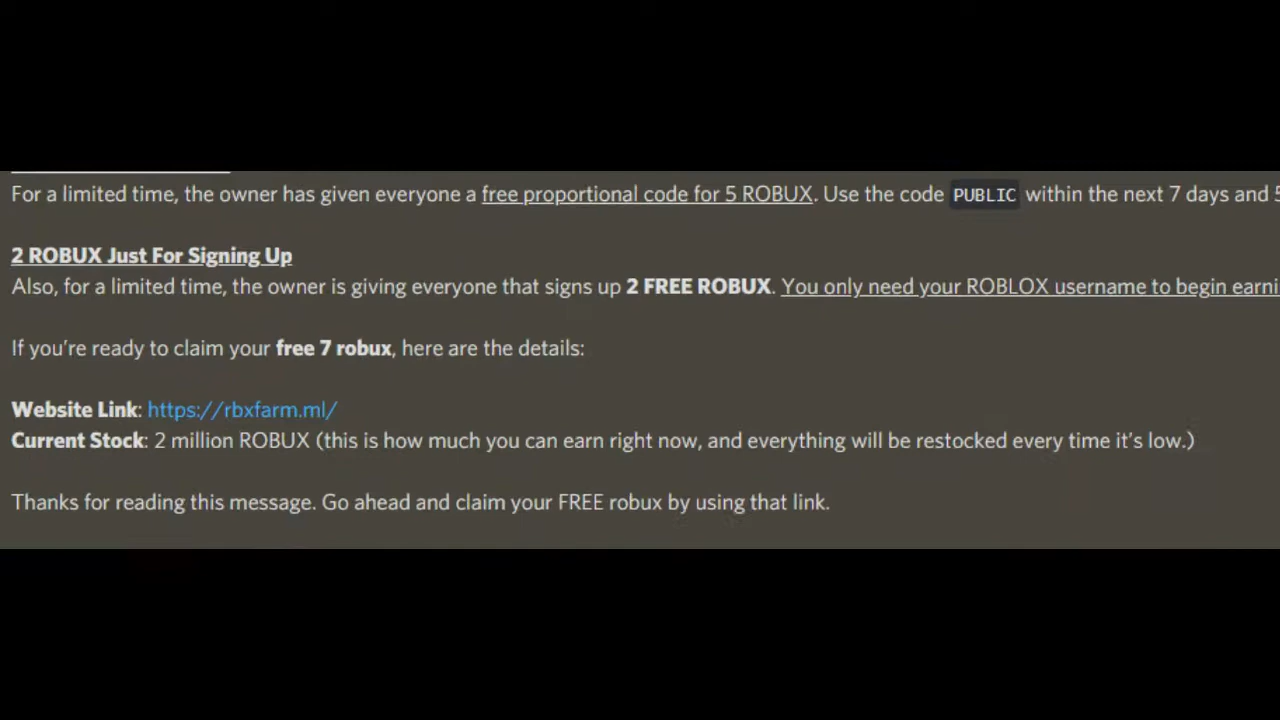 For a limited time, the owner has given everyone a free proportional code for 5 ROBUX. Use the code PUBLIC within the next 7 days and 5
2 ROBUX Just For Signing Up
Also, for a limited time, the owner is giving everyone that signs up 2 FREE ROBUX. You only need your ROBLOX username to begin earni
If you're ready to claim your free 7 robux, here are the details:
Website Link: https://rbxfarm.ml/
Current Stock: 2 million ROBUX (this is how much you can earn right now, and everything will be restocked every time it's low.)
Thanks for reading this message. Go ahead and claim your FREE robux by using that link.